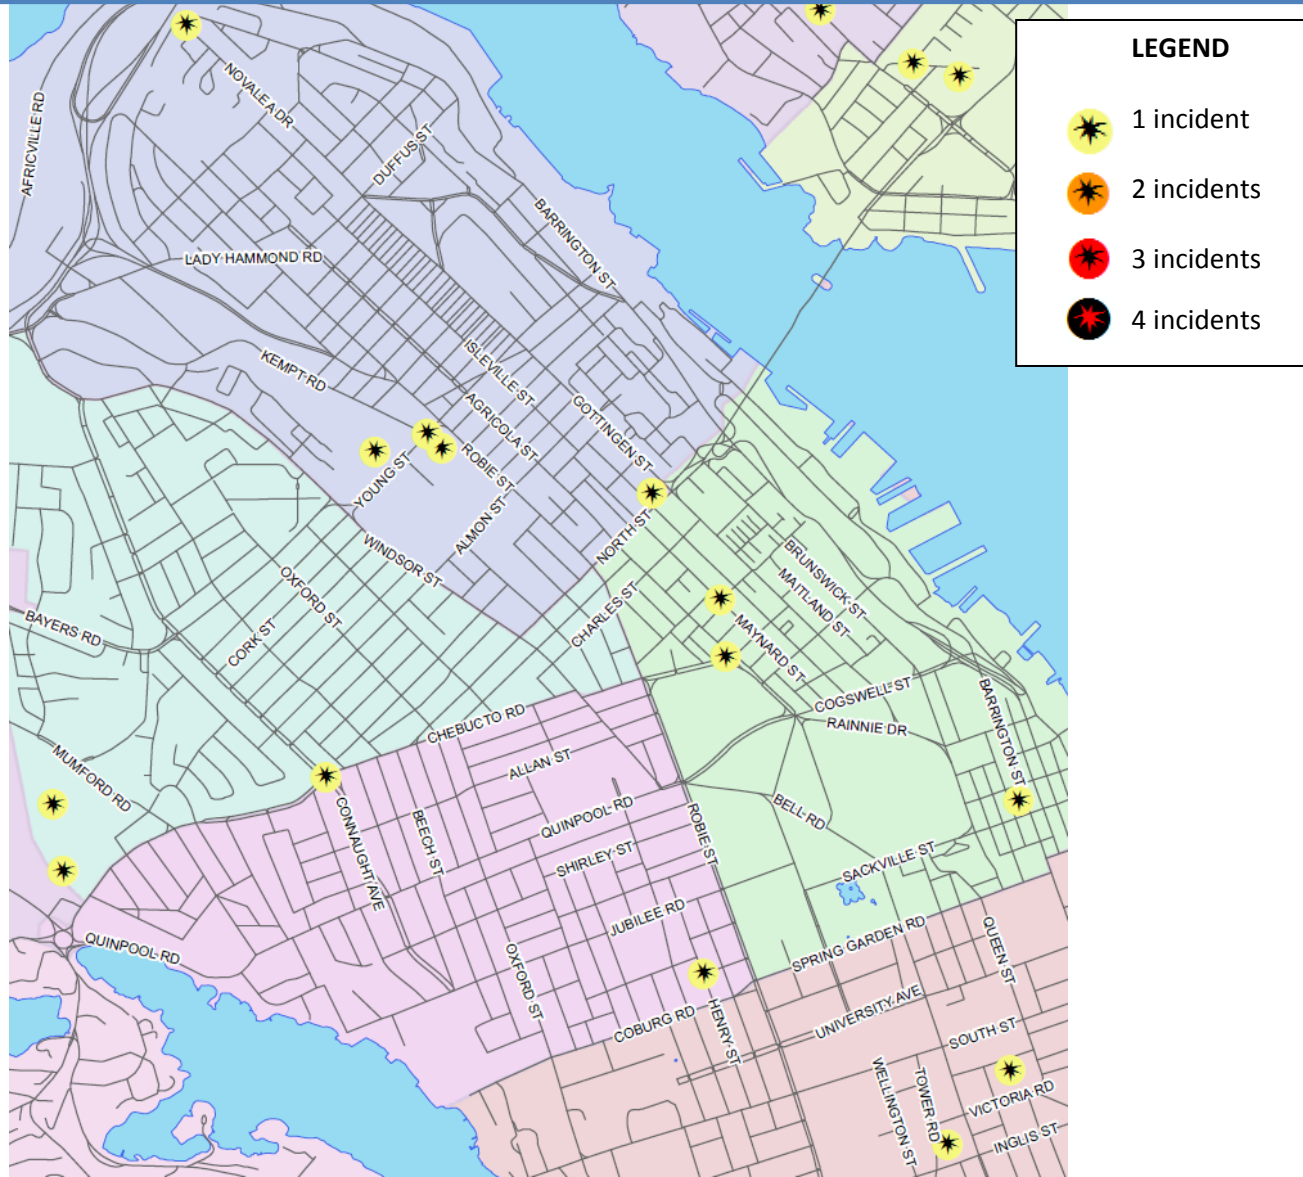 LEGEND
1 incident
2 incidents
3 incidents
4 incidents
AFRICVILLE RD
NOVALEA DR
DUFFUS ST
BARRINGTON ST
LADY HAMMOND RD
KEMPT RD
ISLEVILLE ST
AGRICOLA ST
GOTTINGEN ST
ROBIE ST
YOUNG ST
ALMON ST
NORTH ST
WINDSOR ST
OXFORD ST
CORK ST
BAYERS RD
CHARLES ST
BRUNSWICK ST
MAITLAND ST
MAYNARD ST
COGSWELL ST
RAINNIE DR
BARRINGTON ST
CHEBUCTO RD
MUMFORD RD
ALLAN ST
QUINPOOL RD
BELL RD
ROBIE ST
CONNAUGHT AVE
BEECH ST
SHIRLEY ST
SACKVILLE ST
JUBILEE RD
QUINPOOL RD
OXFORD ST
SPRING GARDEN RD
QUEEN ST
COBURG RD
HENRY ST
UNIVERSITY AVE
SOUTH ST
WELLINGTON ST
TOWER RD
VICTORIA RD
INGLIS ST